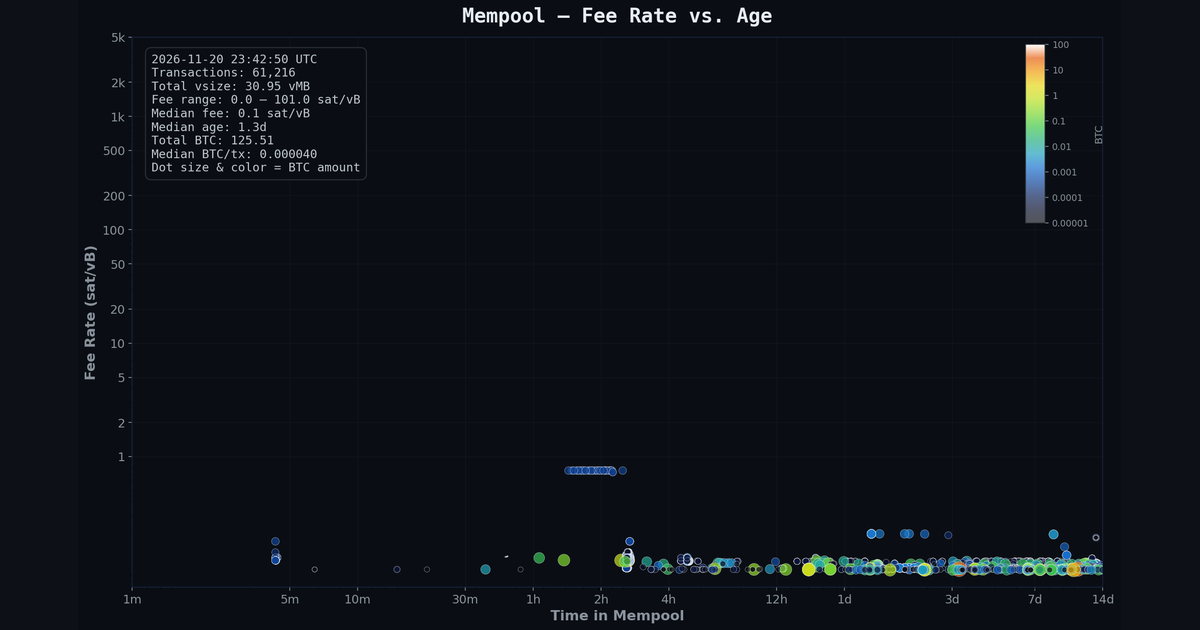 Mempool — Fee Rate vs. Age
2026-11-20 23:42:50 UTC
Transactions: 61,216
Total vsize: 30.95 vMB
Fee range: 0.0 — 101.0 sat/vB
Median fee: 0.1 sat/vB
Median age: 1.3d
Total BTC: 125.51
Median BTC/tx: 0.000040
Dot size & color = BTC amount
100
10
1
0.1
0.01
0.001
0.0001
0.00001
BTC
5k
2k
1k
500
200
100
50
20
10
5
2
1
Fee Rate (sat/vB)
1m
5m
10m
30m
1h
2h
4h
12h
1d
3d
7d
14d
Time in Mempool